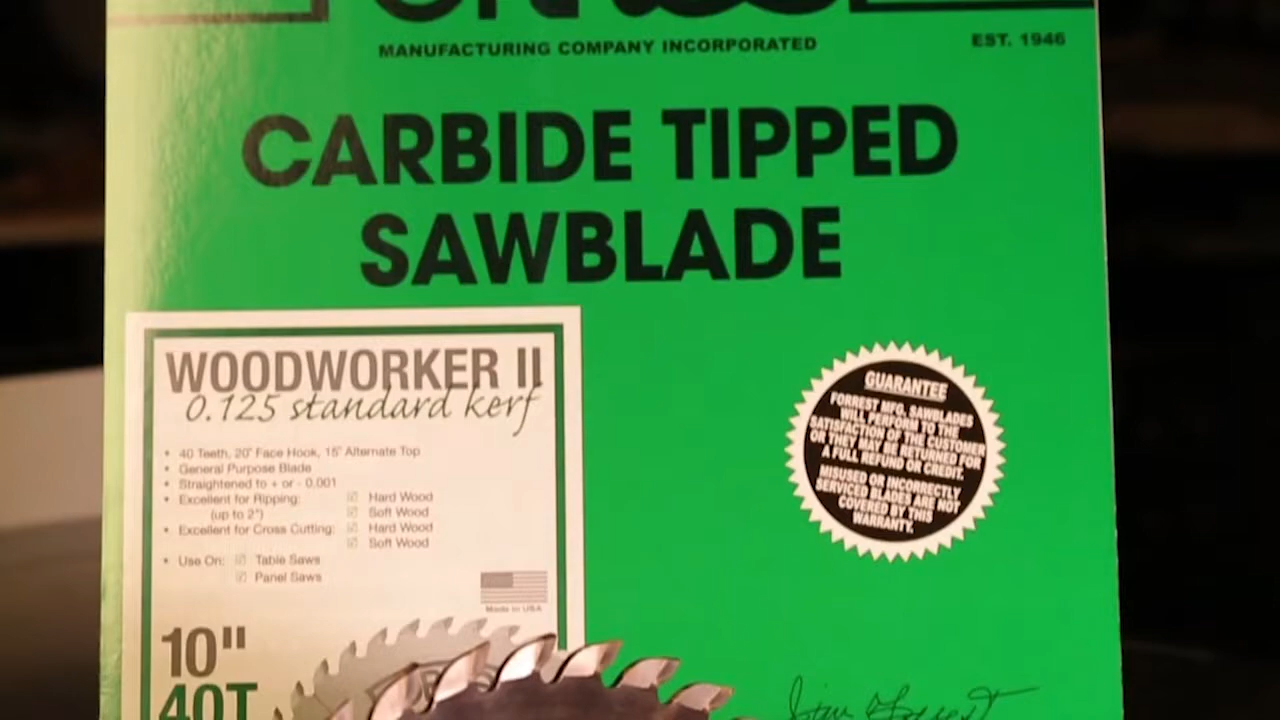 MANUFACTURING COMPANY INCORPORATED
EST. 1946
CARBIDE TIPPED
SAWBLADE
WOODWORKER II
0.125 standard kerf
• 40 Teeth, 20° Face Hook, 15° Alternate Top
• General Purpose Blade
• Straightened to + or - 0.001
• Excellent for Ripping: ☑ Hard Wood
(up to 2") ☑ Soft Wood
• Excellent for Cross Cutting: ☑ Hard Wood
☑ Soft Wood
• Use On: ☑ Table Saws
☑ Panel Saws
Made in USA
10"
40T
GUARANTEE
FORREST MFG. SAWBLADES
WILL PERFORM TO THE
SATISFACTION OF THE CUSTOMER
OR THEY MAY BE RETURNED FOR
A FULL REFUND OR CREDIT.
MISUSED OR INCORRECTLY
SERVICED BLADES ARE NOT
COVERED BY THIS
WARRANTY.